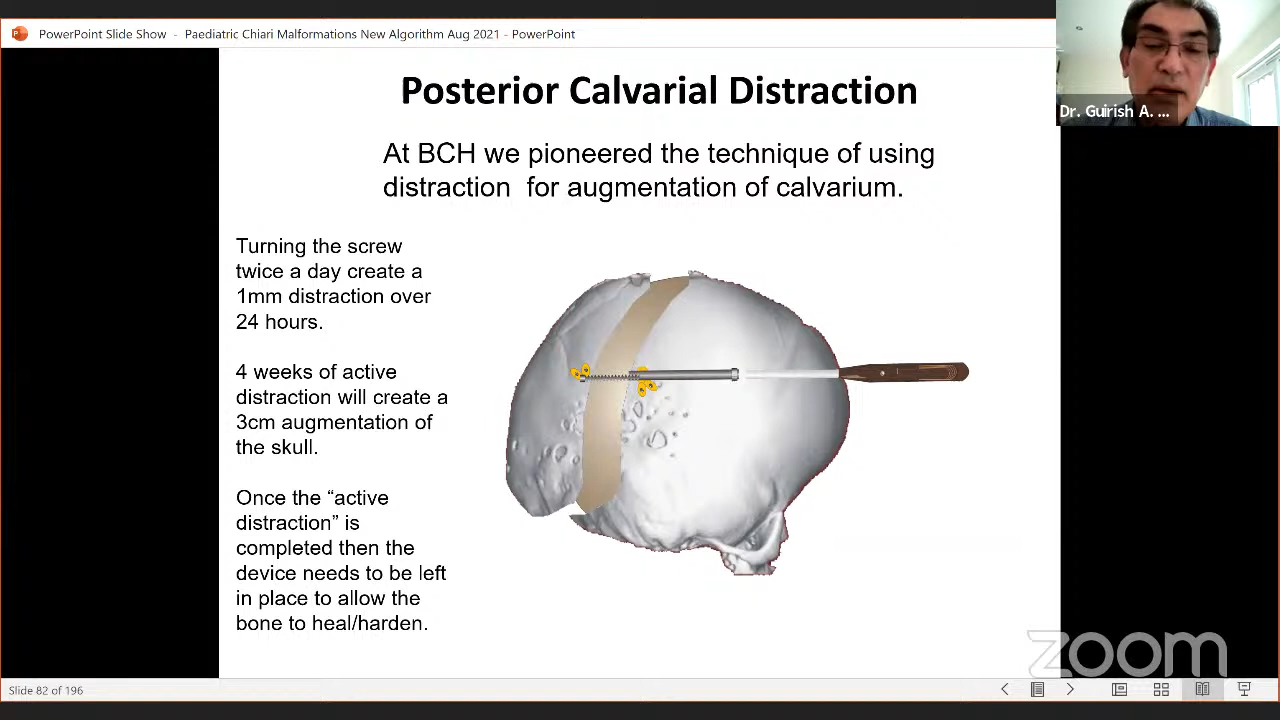 PowerPoint Slide Show - Paediatric Chiari Malformations New Algorithm Aug 2021 - PowerPoint
Dr. Guirish A. ...
Posterior Calvarial Distraction
At BCH we pioneered the technique of using
distraction for augmentation of calvarium.
Turning the screw
twice a day create a
1mm distraction over
24 hours.
4 weeks of active
distraction will create a
3cm augmentation of
the skull.
Once the “active
distraction” is
completed then the
device needs to be left
in place to allow the
bone to heal/harden.
zoom
Slide 82 of 196